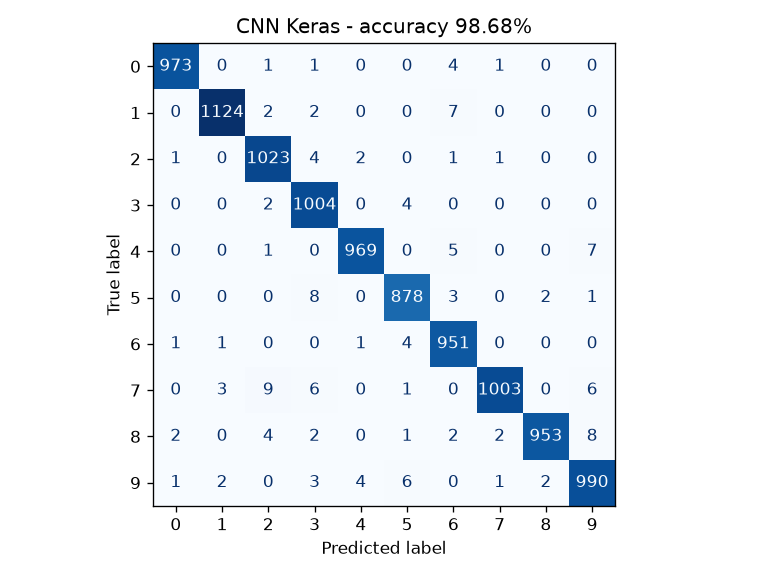 CNN Keras - accuracy 98.68%
True label
0 973 0 1 1 0 0 4 1 0 0
1 0 1124 2 2 0 0 7 0 0 0
2 1 0 1023 4 2 0 1 1 0 0
3 0 0 2 1004 0 4 0 0 0 0
4 0 0 1 0 969 0 5 0 0 7
5 0 0 0 8 0 878 3 0 2 1
6 1 1 0 0 1 4 951 0 0 0
7 0 3 9 6 0 1 0 1003 0 6
8 2 0 4 2 0 1 2 2 953 8
9 1 2 0 3 4 6 0 1 2 990
0 1 2 3 4 5 6 7 8 9
Predicted label